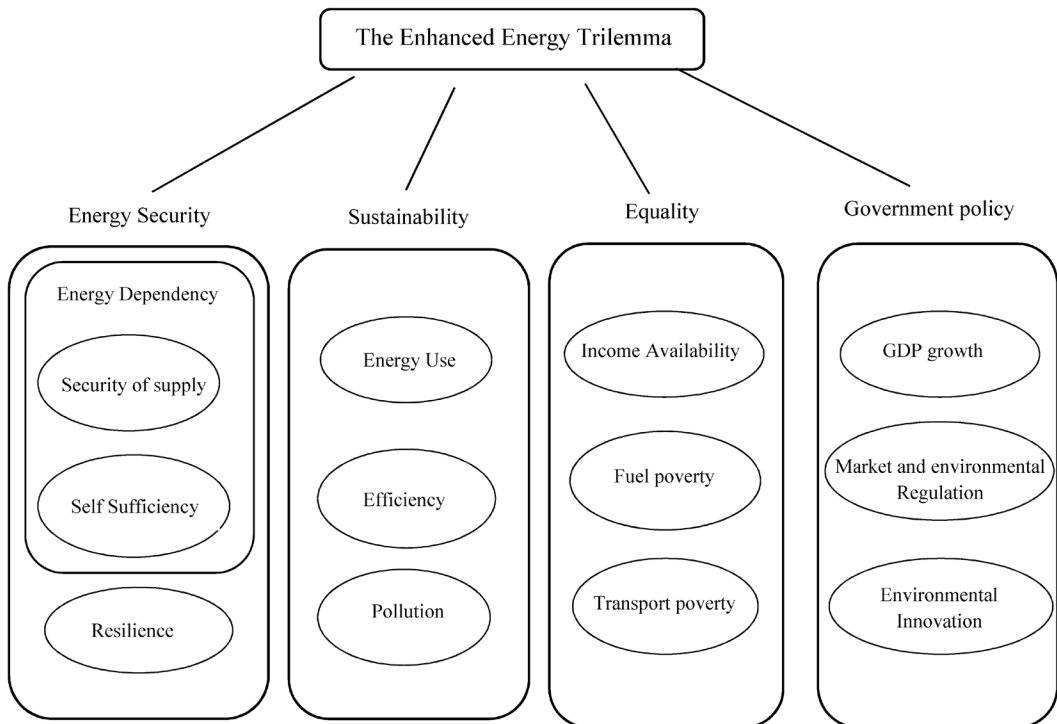 The Enhanced Energy Trilemma
Energy Security
Energy Dependency
Security of supply
Self Sufficiency
Resilience
Sustainability
Energy Use
Efficiency
Pollution
Equality
Income Availability
Fuel poverty
Transport poverty
Government policy
GDP growth
Market and environmental
Regulation
Environmental
Innovation